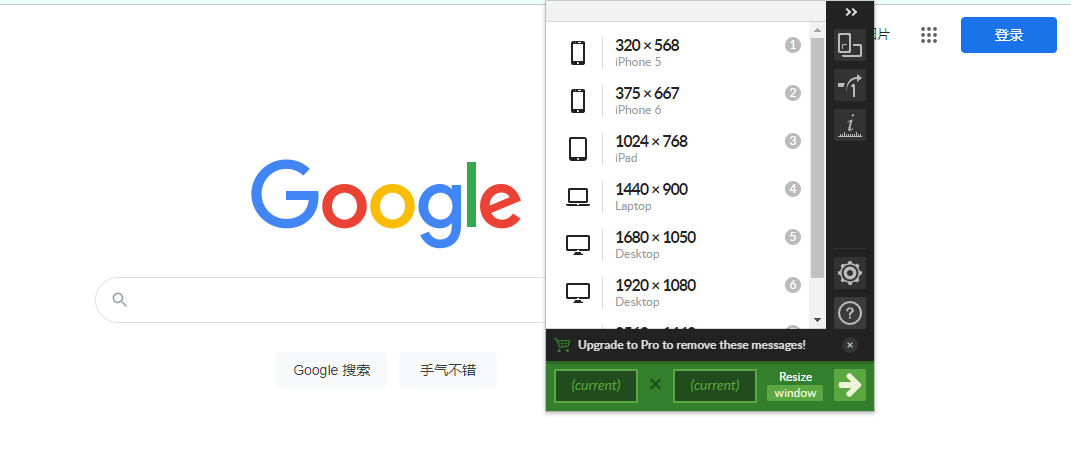 图片
登录
Google
Google 搜索
手气不错
320 × 568
iPhone 5
1
375 × 667
iPhone 6
2
1024 × 768
iPad
3
1440 × 900
Laptop
4
1680 × 1050
Desktop
5
1920 × 1080
Desktop
6
Upgrade to Pro to remove these messages!
(current)
(current)
Resize
window